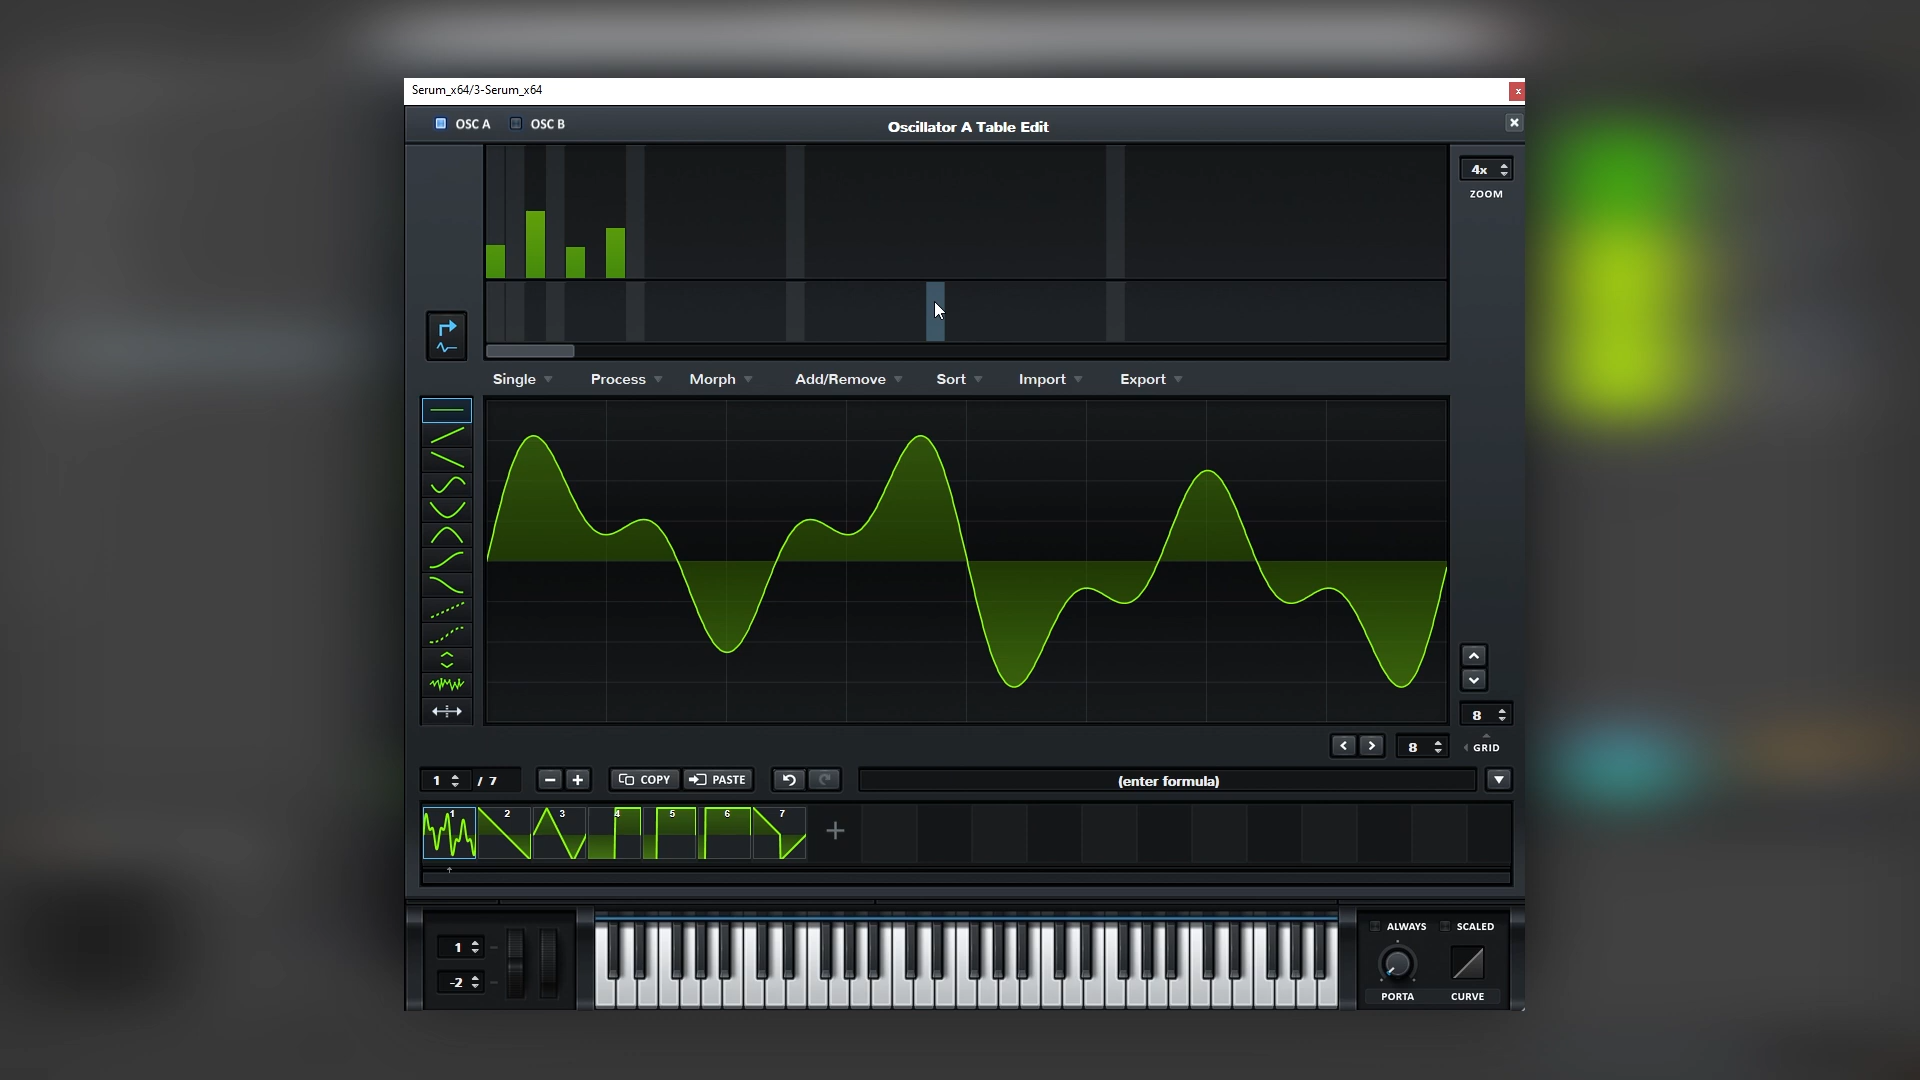 Serum_x64/3-Serum_x64
x
OSC A OSC B
Oscillator A Table Edit
4x
ZOOM
Single Process Morph Add/Remove Sort Import Export
8
8 GRID
1 / 7 COPY PASTE (enter formula)
1 2 3 4 5 6 7
1
-2
ALWAYS SCALED
PORTA CURVE